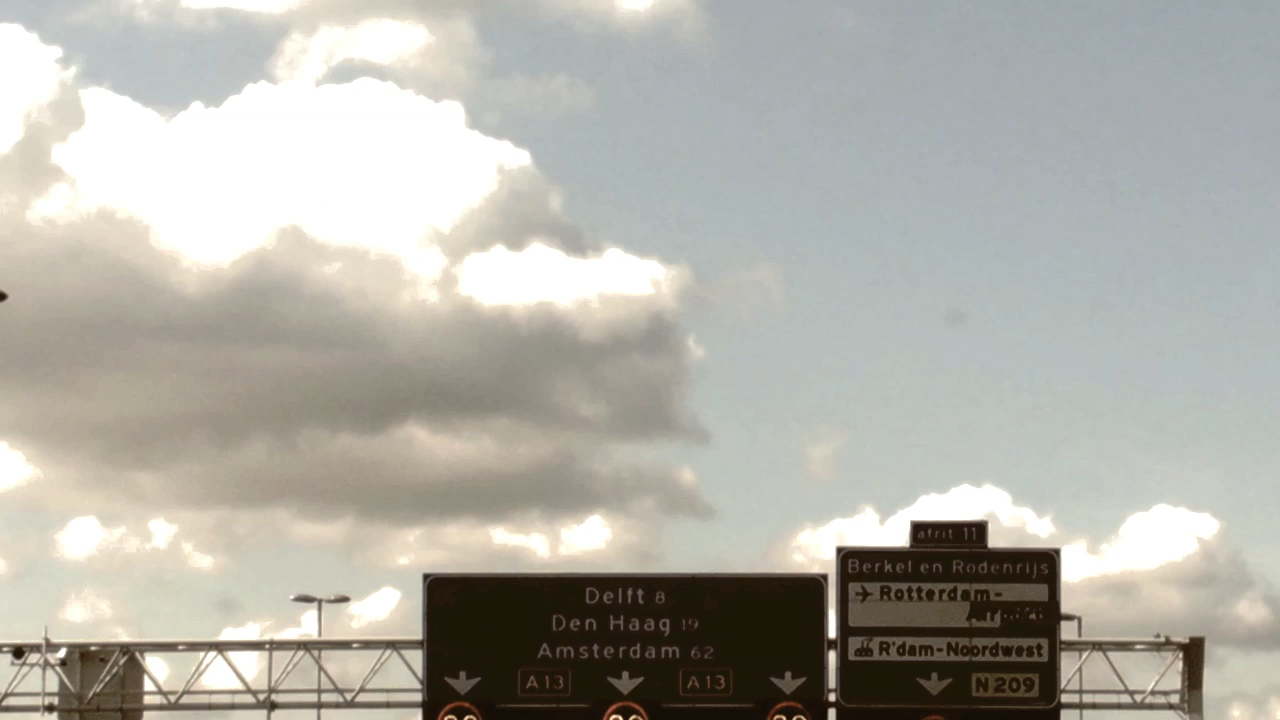 Delft 8
Den Haag 19
Amsterdam 62
A13 A13
afrit 11
Berkel en Rodenrijs
Rotterdam-
R'dam-Noordwest
N209